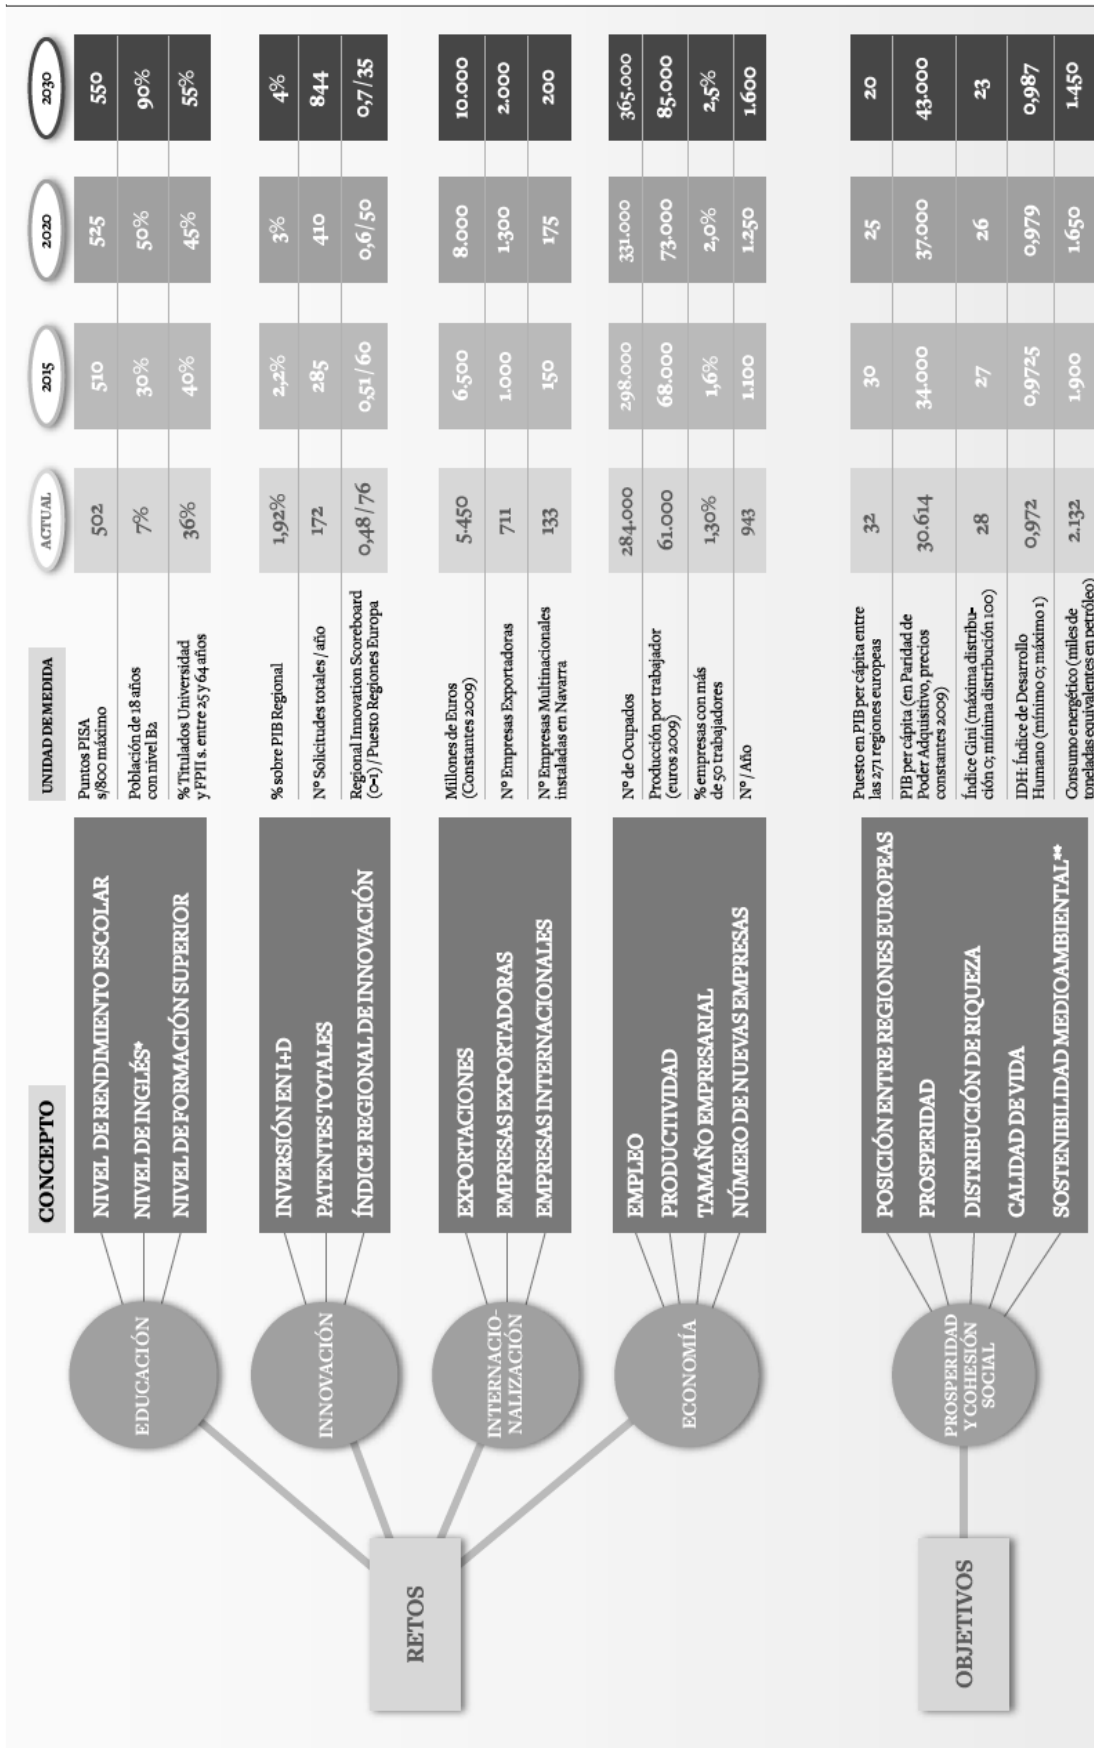 CONCEPTO
UNIDAD DE MEDIDA
ACTUAL
2015
2020
2030
RETOS
EDUCACIÓN
NIVEL DE RENDIMIENTO ESCOLAR
Puntos PISA
s/800 máximo
502
510
525
550
NIVEL DE INGLÉS*
Población de 18 años
con nivel B2
7%
30%
50%
90%
NIVEL DE FORMACIÓN SUPERIOR
% Titulados Universidad
y FPII s. entre 25 y 64 años
36%
40%
45%
55%
INNOVACIÓN
INVERSIÓN EN I+D
% sobre PIB Regional
1,92%
2,2%
3%
4%
PATENTES TOTALES
Nº Solicitudes totales / año
172
285
410
844
ÍNDICE REGIONAL DE INNOVACIÓN
Regional Innovation Scoreboard
(0-1) / Puesto Regiones Europa
0,48 / 76
0,51 / 60
0,6 / 50
0,7 / 35
INTERNACIO-
NALIZACIÓN
EXPORTACIONES
Millones de Euros
(Constantes 2009)
5.450
6.500
8.000
10.000
EMPRESAS EXPORTADORAS
Nº Empresas Exportadoras
711
1.000
1.300
2.000
EMPRESAS INTERNACIONALES
Nº Empresas Multinacionales
instaladas en Navarra
133
150
175
200
ECONOMÍA
EMPLEO
Nº de Ocupados
284.000
298.000
331.000
365.000
PRODUCTIVIDAD
Producción por trabajador
(euros 2009)
61.000
68.000
73.000
85.000
TAMAÑO EMPRESARIAL
% empresas con más
de 50 trabajadores
1,30%
1,6%
2,0%
2,5%
NÚMERO DE NUEVAS EMPRESAS
Nº / Año
943
1.100
1.250
1.600
OBJETIVOS
PROSPERIDAD
Y COHESIÓN
SOCIAL
POSICIÓN ENTRE REGIONES EUROPEAS
Puesto en PIB per cápita entre
las 271 regiones europeas
32
30
25
20
PROSPERIDAD
PIB per cápita (en Paridad de
Poder Adquisitivo, precios
constantes 2009)
30.614
34.000
37.000
43.000
DISTRIBUCIÓN DE RIQUEZA
Índice Gini (máxima distribu-
ción 0; mínima distribución 100)
28
27
26
23
CALIDAD DE VIDA
IDH: Índice de Desarrollo
Humano (mínimo 0; máximo 1)
0,972
0,9725
0,979
0,987
SOSTENIBILIDAD MEDIOAMBIENTAL**
Consumo energético (miles de
toneladas equivalentes en petróleo)
2.132
1.900
1.650
1.450